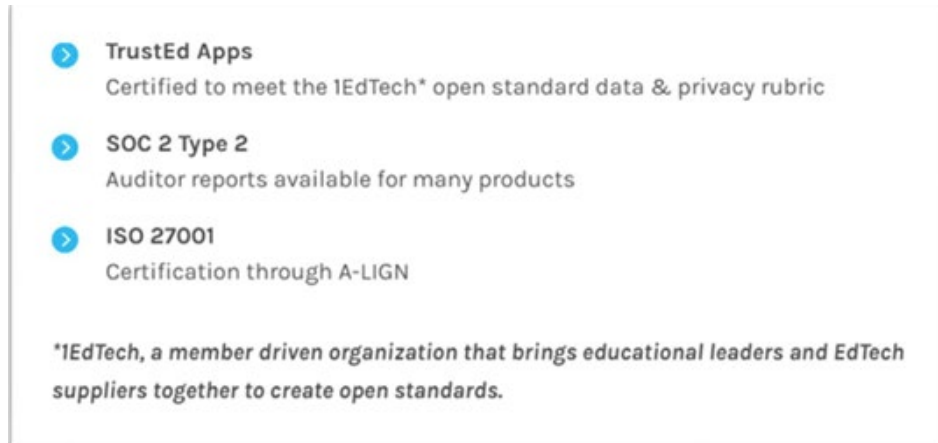 TrustEd Apps
Certified to meet the 1EdTech* open standard data & privacy rubric
SOC 2 Type 2
Auditor reports available for many products
ISO 27001
Certification through A-LIGN
*1EdTech, a member driven organization that brings educational leaders and EdTech
suppliers together to create open standards.